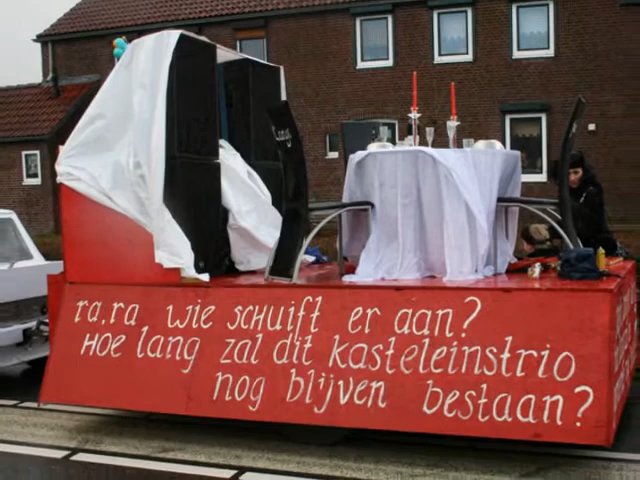 ra, ra wie schuift er aan?
Hoe lang zal dit kasteleinstrio
nog blijven bestaan?